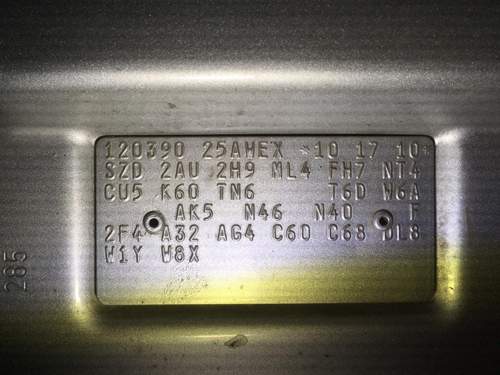 120390 25AHEX *10 17 10*
SZD 2AU 2H9 ML4 FH7 NT4
CU5 K60 TN6 T6D W6A
AK5 N46 N40 F
2F4 A32 AG4 C60 C68 DL8
W1Y W8X
285